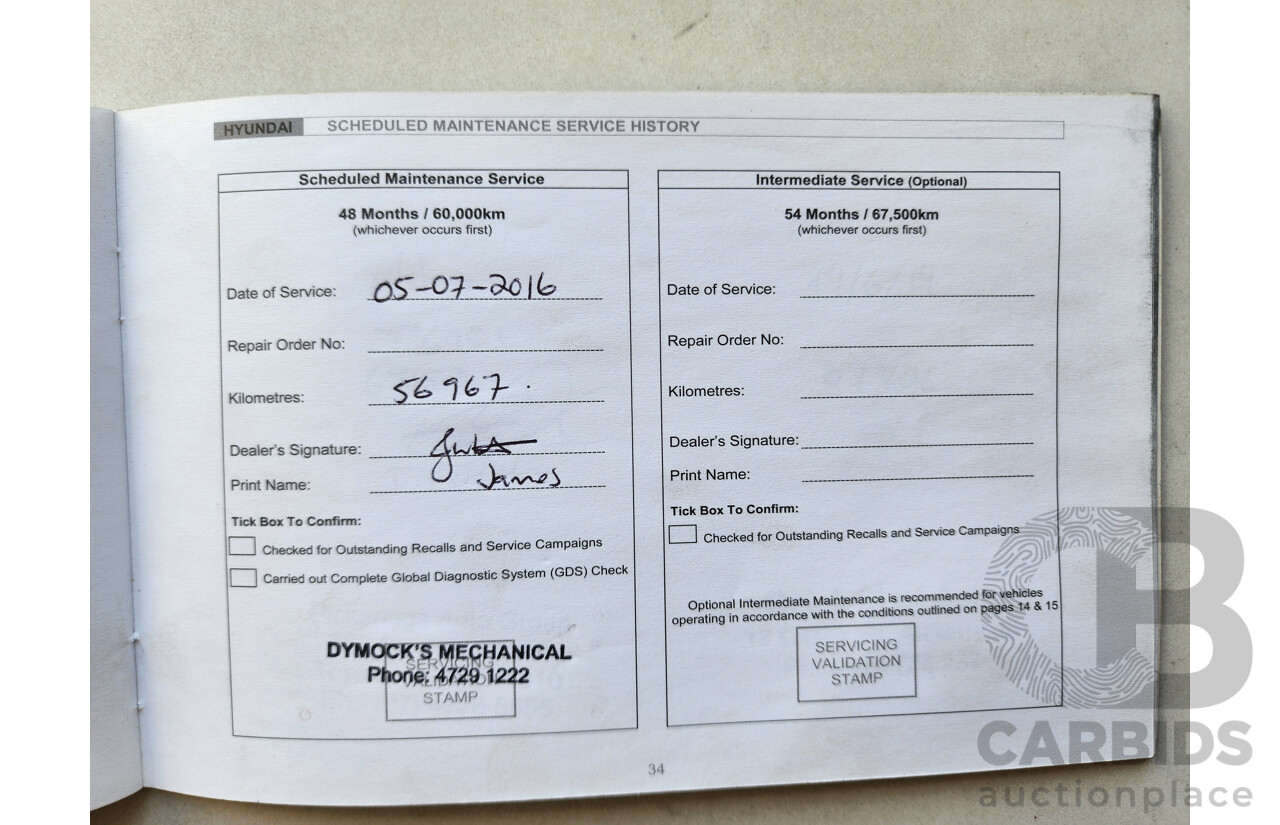 HYUNDAI SCHEDULED MAINTENANCE SERVICE HISTORY
Scheduled Maintenance Service
48 Months / 60,000km
(whichever occurs first)
Date of Service: 05-07-2016
Repair Order No:
Kilometres: 56967.
Dealer's Signature:
Print Name: James
Tick Box To Confirm:
Checked for Outstanding Recalls and Service Campaigns
Carried out Complete Global Diagnostic System (GDS) Check
DYMOCK'S MECHANICAL
Phone: 4729 1222
SERVICING
VALIDATION
STAMP
Intermediate Service (Optional)
54 Months / 67,500km
(whichever occurs first)
Date of Service:
Repair Order No:
Kilometres:
Dealer's Signature:
Print Name:
Tick Box To Confirm:
Checked for Outstanding Recalls and Service Campaigns
Optional Intermediate Maintenance is recommended for vehicles
operating in accordance with the conditions outlined on pages 14 & 15
SERVICING
VALIDATION
STAMP
34
CB
CARBIDS
auctionplace